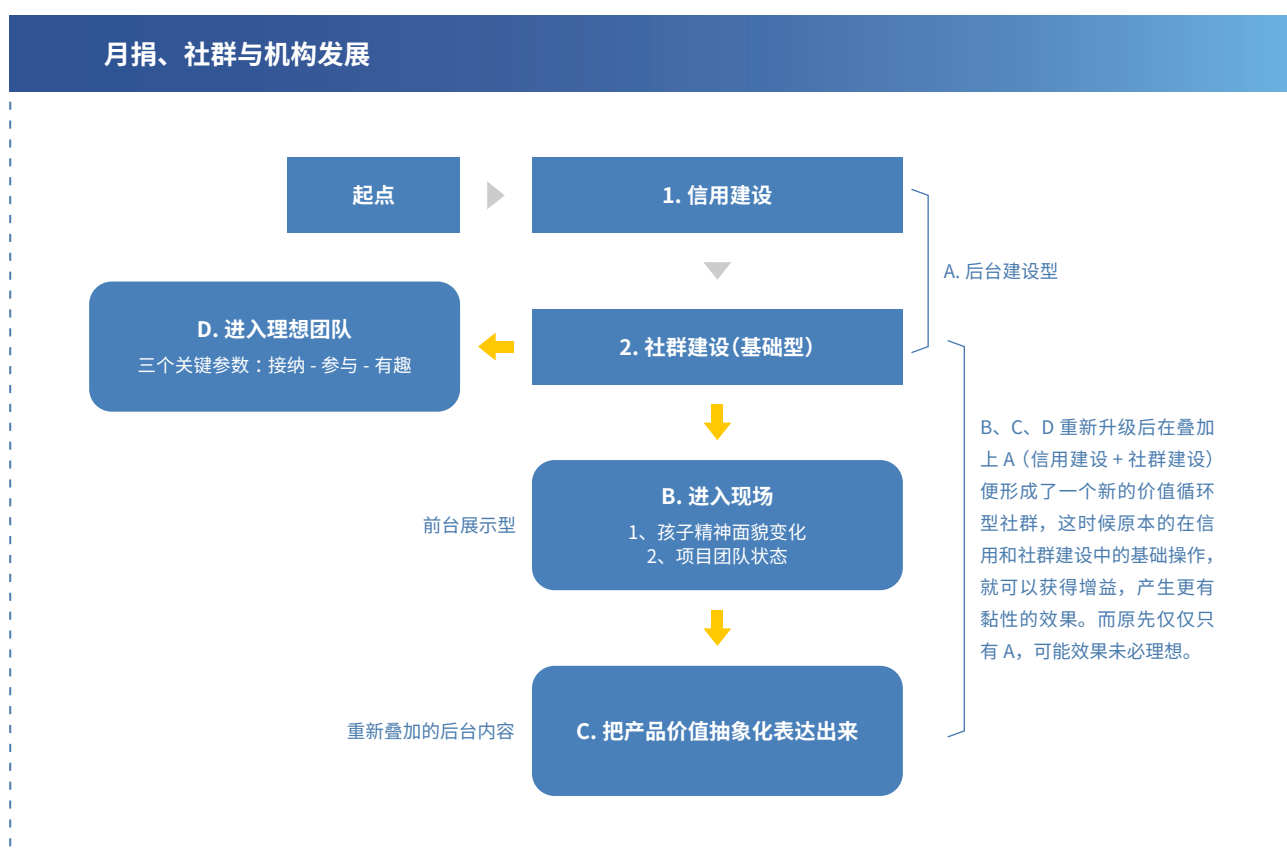 月捐、社群与机构发展
起点
1. 信用建设
A. 后台建设型
D. 进入理想团队
三个关键参数：接纳 - 参与 - 有趣
2. 社群建设（基础型）
B. 进入现场
1、孩子精神面貌变化
2、项目团队状态
前台展示型
B、C、D 重新升级后在叠加
上 A（信用建设 + 社群建设）
便形成了一个新的价值循环
型社群，这时候原本的在信
用和社群建设中的基础操作，
就可以获得增益，产生更有
黏性的效果。而原先仅仅只
有 A，可能效果未必理想。
重新叠加的后台内容
C. 把产品价值抽象化表达出来